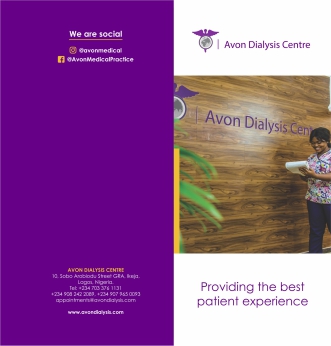 We are social
@avonmedical
@AvonMedicalPractice
AVON DIALYSIS CENTRE
10, Sobo Arobiodu Street GRA, Ikeja,
Lagos, Nigeria.
Tel: +234 703 376 1131
+234 908 242 2089, +234 907 965 0093
appointments@avondialysis.com
www.avondialysis.com
Avon Dialysis Centre
Avon Dialysis Cent
Providing the best
patient experience